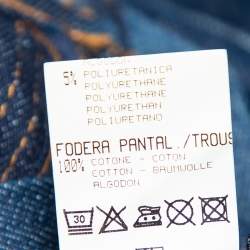 5% POLIURETANICA
POLYURETHANE
POLYURETHANE
POLYURETHAN
POLIURETANO
FODERA PANTAL./TROUS
100% COTONE - COTON
COTTON - BAUMWOLLE
ALGODON
30